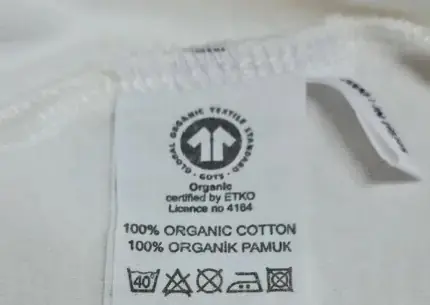 GLOBAL ORGANIC TEXTILE STANDARD
· GOTS ·
Organic
certified by ETKO
Licence no 4184
100% ORGANIC COTTON
100% ORGANİK PAMUK
40